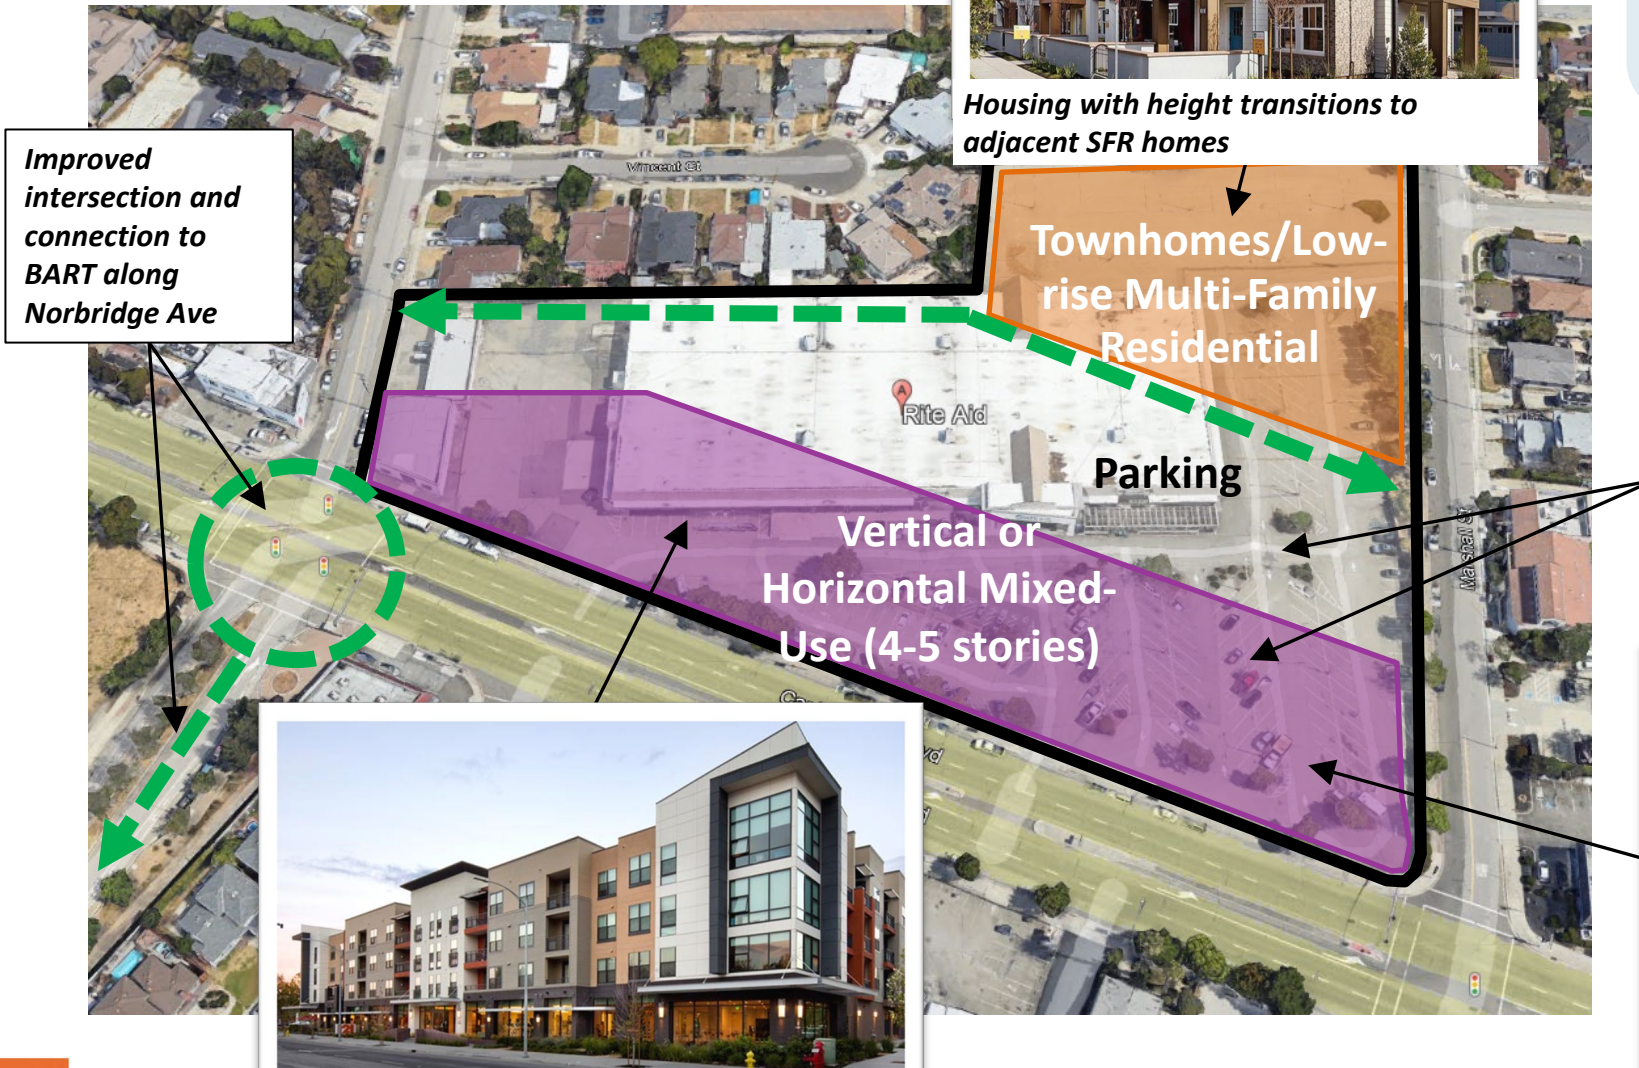 Housing with height transitions to
adjacent SFR homes
Improved
intersection and
connection to
BART along
Norbridge Ave
Vincent Ct
Townhomes/Low-
rise Multi-Family
Residential
A
Rite Aid
Parking
Vertical or
Horizontal Mixed-
Use (4-5 stories)
Marshall St